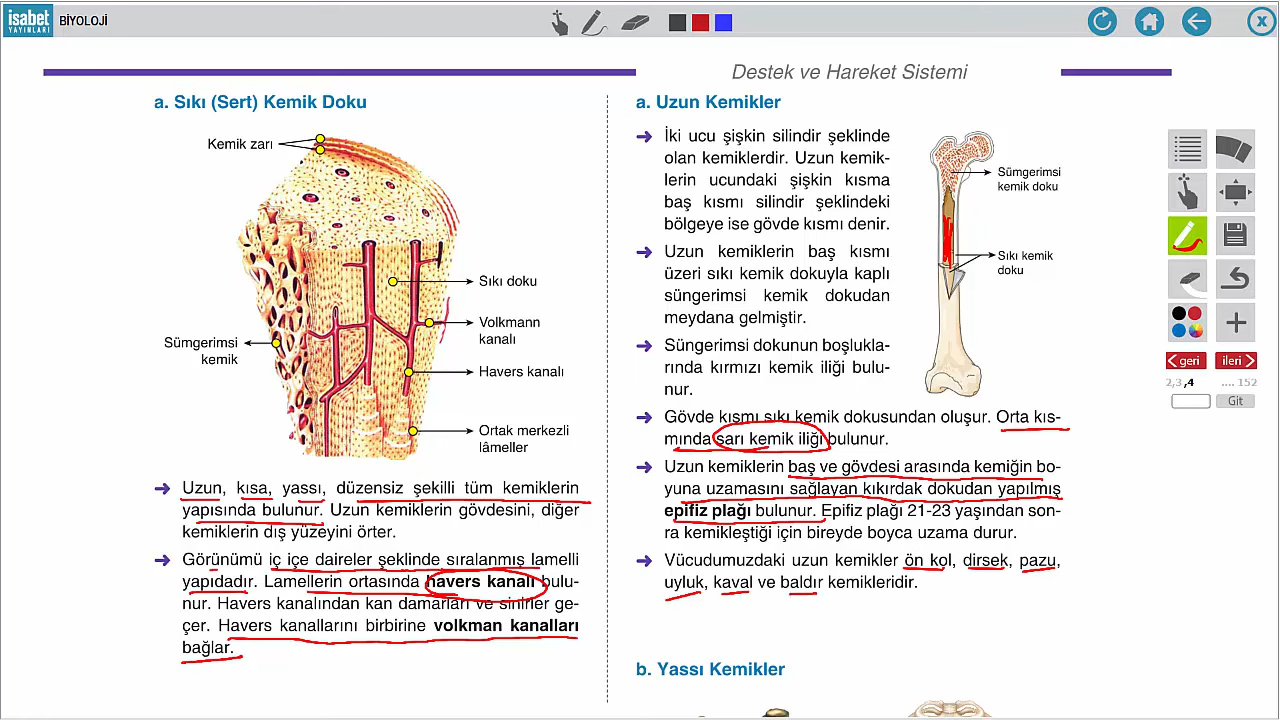 isabet
YAYINLARI
BİYOLOJİ
Destek ve Hareket Sistemi
a. Sıkı (Sert) Kemik Doku
Kemik zarı
Sıkı doku
Volkmann
kanalı
Sümgerimsi
kemik
Havers kanalı
Ortak merkezli
lâmeller
➔ Uzun, kısa, yassı, düzensiz şekilli tüm kemiklerin
yapısında bulunur. Uzun kemiklerin gövdesini, diğer
kemiklerin dış yüzeyini örter.
➔ Görünümü iç içe daireler şeklinde sıralanmış lamelli
yapıdadır. Lamellerin ortasında havers kanalı bulu-
nur. Havers kanalından kan damarları ve sinirler ge-
çer. Havers kanallarını birbirine volkman kanalları
bağlar.
a. Uzun Kemikler
➔ İki ucu şişkin silindir şeklinde
olan kemiklerdir. Uzun kemik-
lerin ucundaki şişkin kısma
baş kısmı silindir şeklindeki
bölgeye ise gövde kısmı denir.
➔ Uzun kemiklerin baş kısmı
üzeri sıkı kemik dokuyla kaplı
süngerimsi kemik dokudan
meydana gelmiştir.
➔ Süngerimsi dokunun boşlukla-
rında kırmızı kemik iliği bulu-
nur.
Sümgerimsi
kemik doku
Sıkı kemik
doku
➔ Gövde kısmı sıkı kemik dokusundan oluşur. Orta kıs-
mında sarı kemik iliği bulunur.
➔ Uzun kemiklerin baş ve gövdesi arasında kemiğin bo-
yuna uzamasını sağlayan kıkırdak dokudan yapılmış
epifiz plağı bulunur. Epifiz plağı 21-23 yaşından son-
ra kemikleştiği için bireyde boyca uzama durur.
➔ Vücudumuzdaki uzun kemikler ön kol, dirsek, pazu,
uyluk, kaval ve baldır kemikleridir.
b. Yassı Kemikler
geri
ileri
2,3,4 .... 152
Git